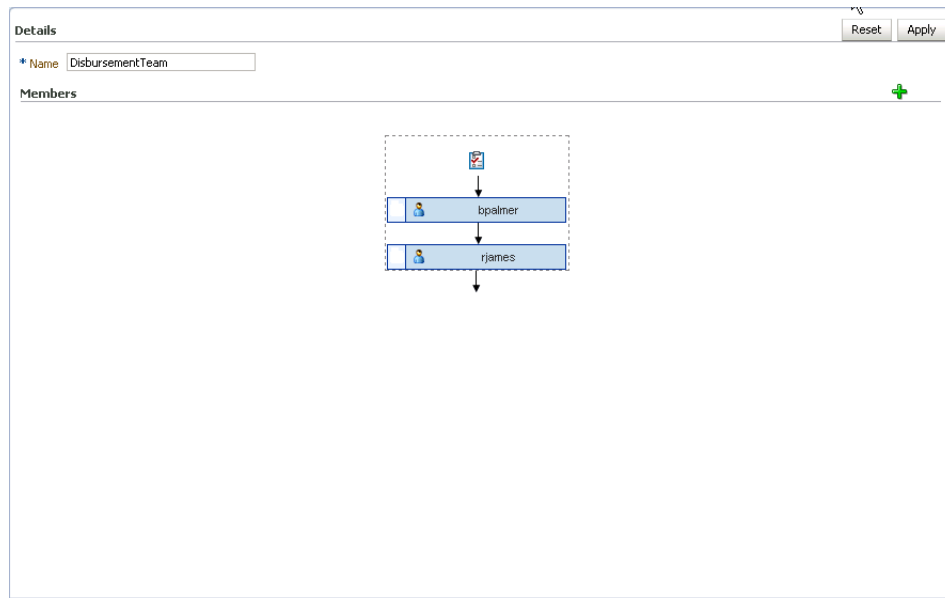 Details Reset Apply
* Name DisbursementTeam
Members
bpalmer
rjames